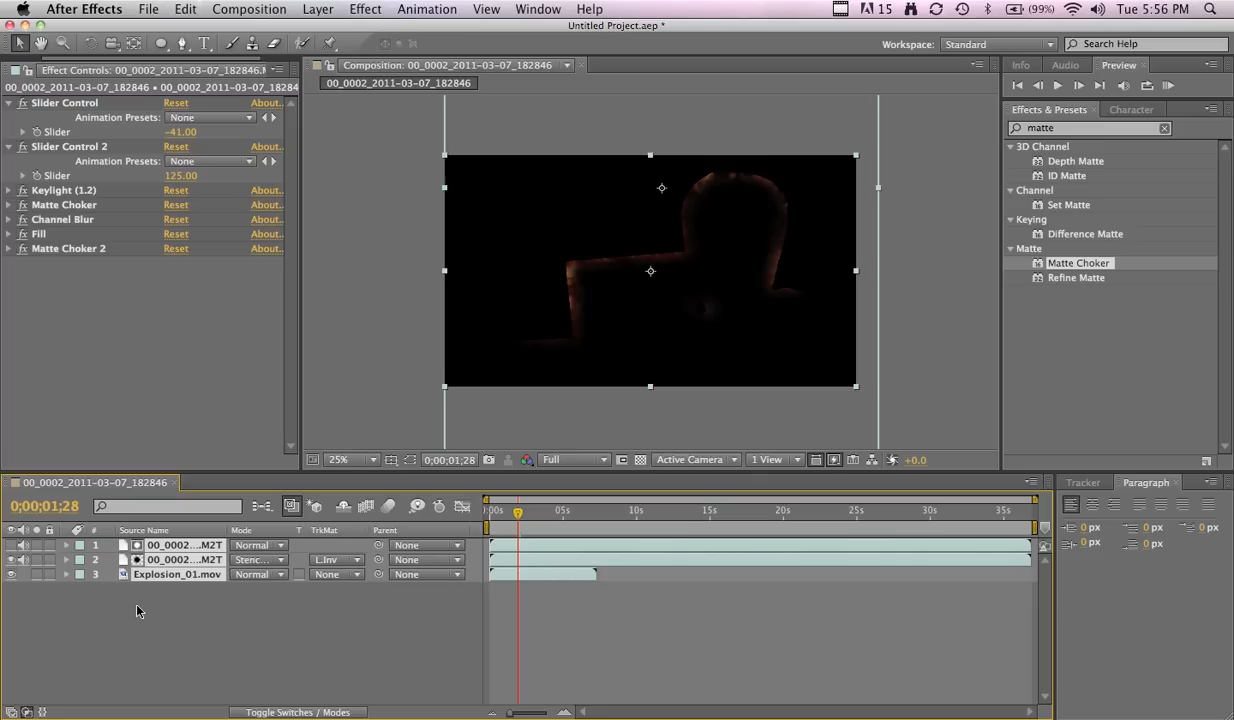 After Effects File Edit Composition Layer Effect Animation View Window Help 15 (99%) Tue 5:56 PM
Untitled Project.aep *
Workspace: Standard Search Help
Effect Controls: 00_0002_2011-03-07_182846.M
00_0002_2011-03-07_182846 • 00_0002_2011-03-07_182846
fx Slider Control Reset About..
Animation Presets: None
Slider -41.00
fx Slider Control 2 Reset About..
Animation Presets: None
Slider 125.00
fx Keylight (1.2) Reset About..
fx Matte Choker Reset About..
fx Channel Blur Reset About..
fx Fill Reset About..
fx Matte Choker 2 Reset About..
Composition: 00_0002_2011-03-07_182846
00_0002_2011-03-07_182846
25% 0;00;01;28 Full Active Camera 1 View +0.0
Info Audio Preview
Effects & Presets Character
matte
3D Channel
Depth Matte
ID Matte
Channel
Set Matte
Keying
Difference Matte
Matte
Matte Choker
Refine Matte
00_0002_2011-03-07_182846
0;00;01;28
):00s 05s 10s 15s 20s 25s 30s 35s
# Source Name Mode T TrkMat Parent
1 00_0002....M2T Normal None
2 00_0002....M2T Stenc... L.Inv None
3 Explosion_01.mov Normal None None
Toggle Switches / Modes
Tracker Paragraph
0 px 0 px 0 px
0 px 0 px